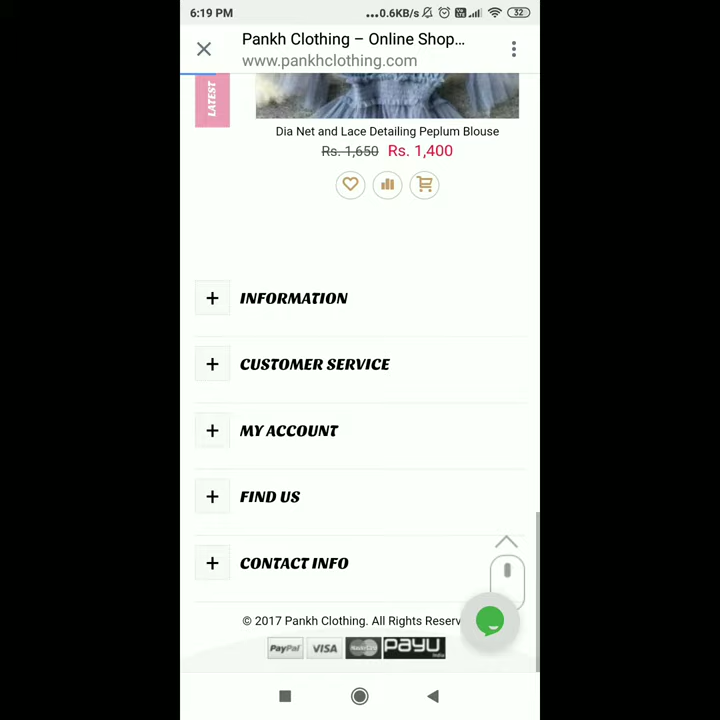 6:19 PM
...0.6KB/s
32
Pankh Clothing – Online Shop...
www.pankhclothing.com
LATEST
Dia Net and Lace Detailing Peplum Blouse
Rs. 1,650 Rs. 1,400
+ INFORMATION
+ CUSTOMER SERVICE
+ MY ACCOUNT
+ FIND US
+ CONTACT INFO
© 2017 Pankh Clothing. All Rights Reserv
PayPal VISA MasterCard PayU India